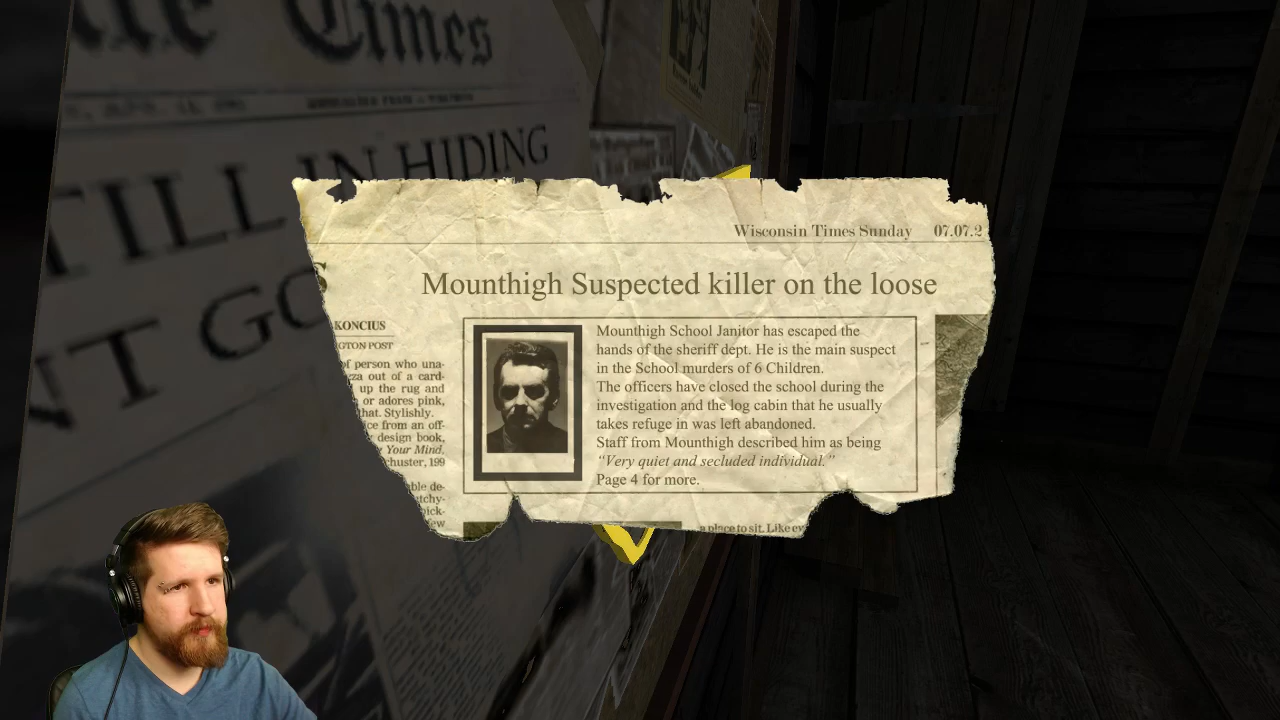 Times
TILL IN HIDING
NT GO
Wisconsin Times Sunday 07.07.2
Mounthigh Suspected killer on the loose
KONCIUS
GTON POST
of person who una-
zza out of a card-
up the rug and
or adores pink,
that. Stylishly.
ice from an off-
design book,
Your Mind.
chuster, 199
able de-
tchy-
pick-
few
Mounthigh School Janitor has escaped the
hands of the sheriff dept. He is the main suspect
in the School murders of 6 Children.
The officers have closed the school during the
investigation and the log cabin that he usually
takes refuge in was left abandoned.
Staff from Mounthigh described him as being
“Very quiet and secluded individual.”
Page 4 for more.
a place to sit. Like ev